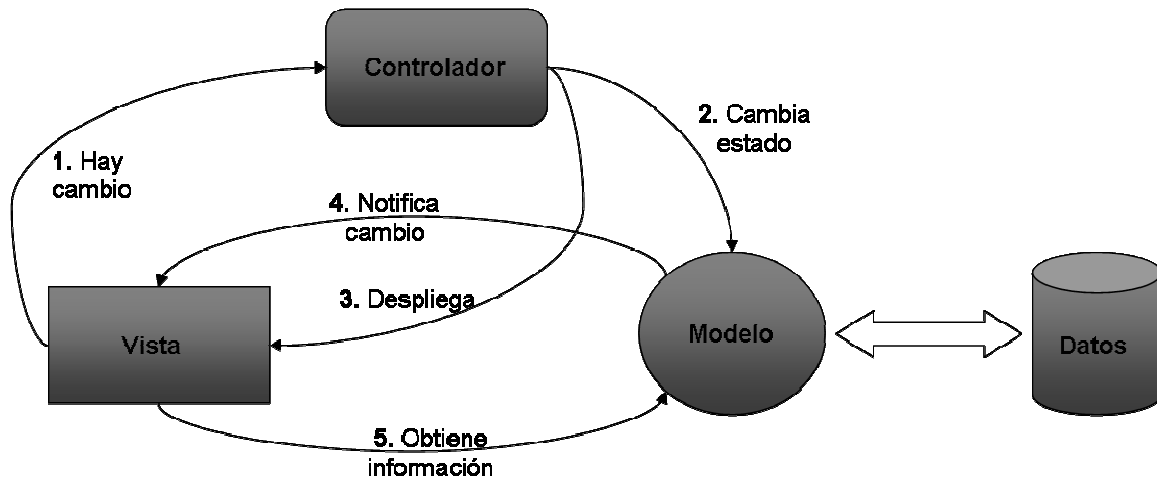 Controlador
2. Cambia
estado
1. Hay
cambio
4. Notifica
cambio
3. Despliega
Vista
Modelo
Datos
5. Obtiene
información